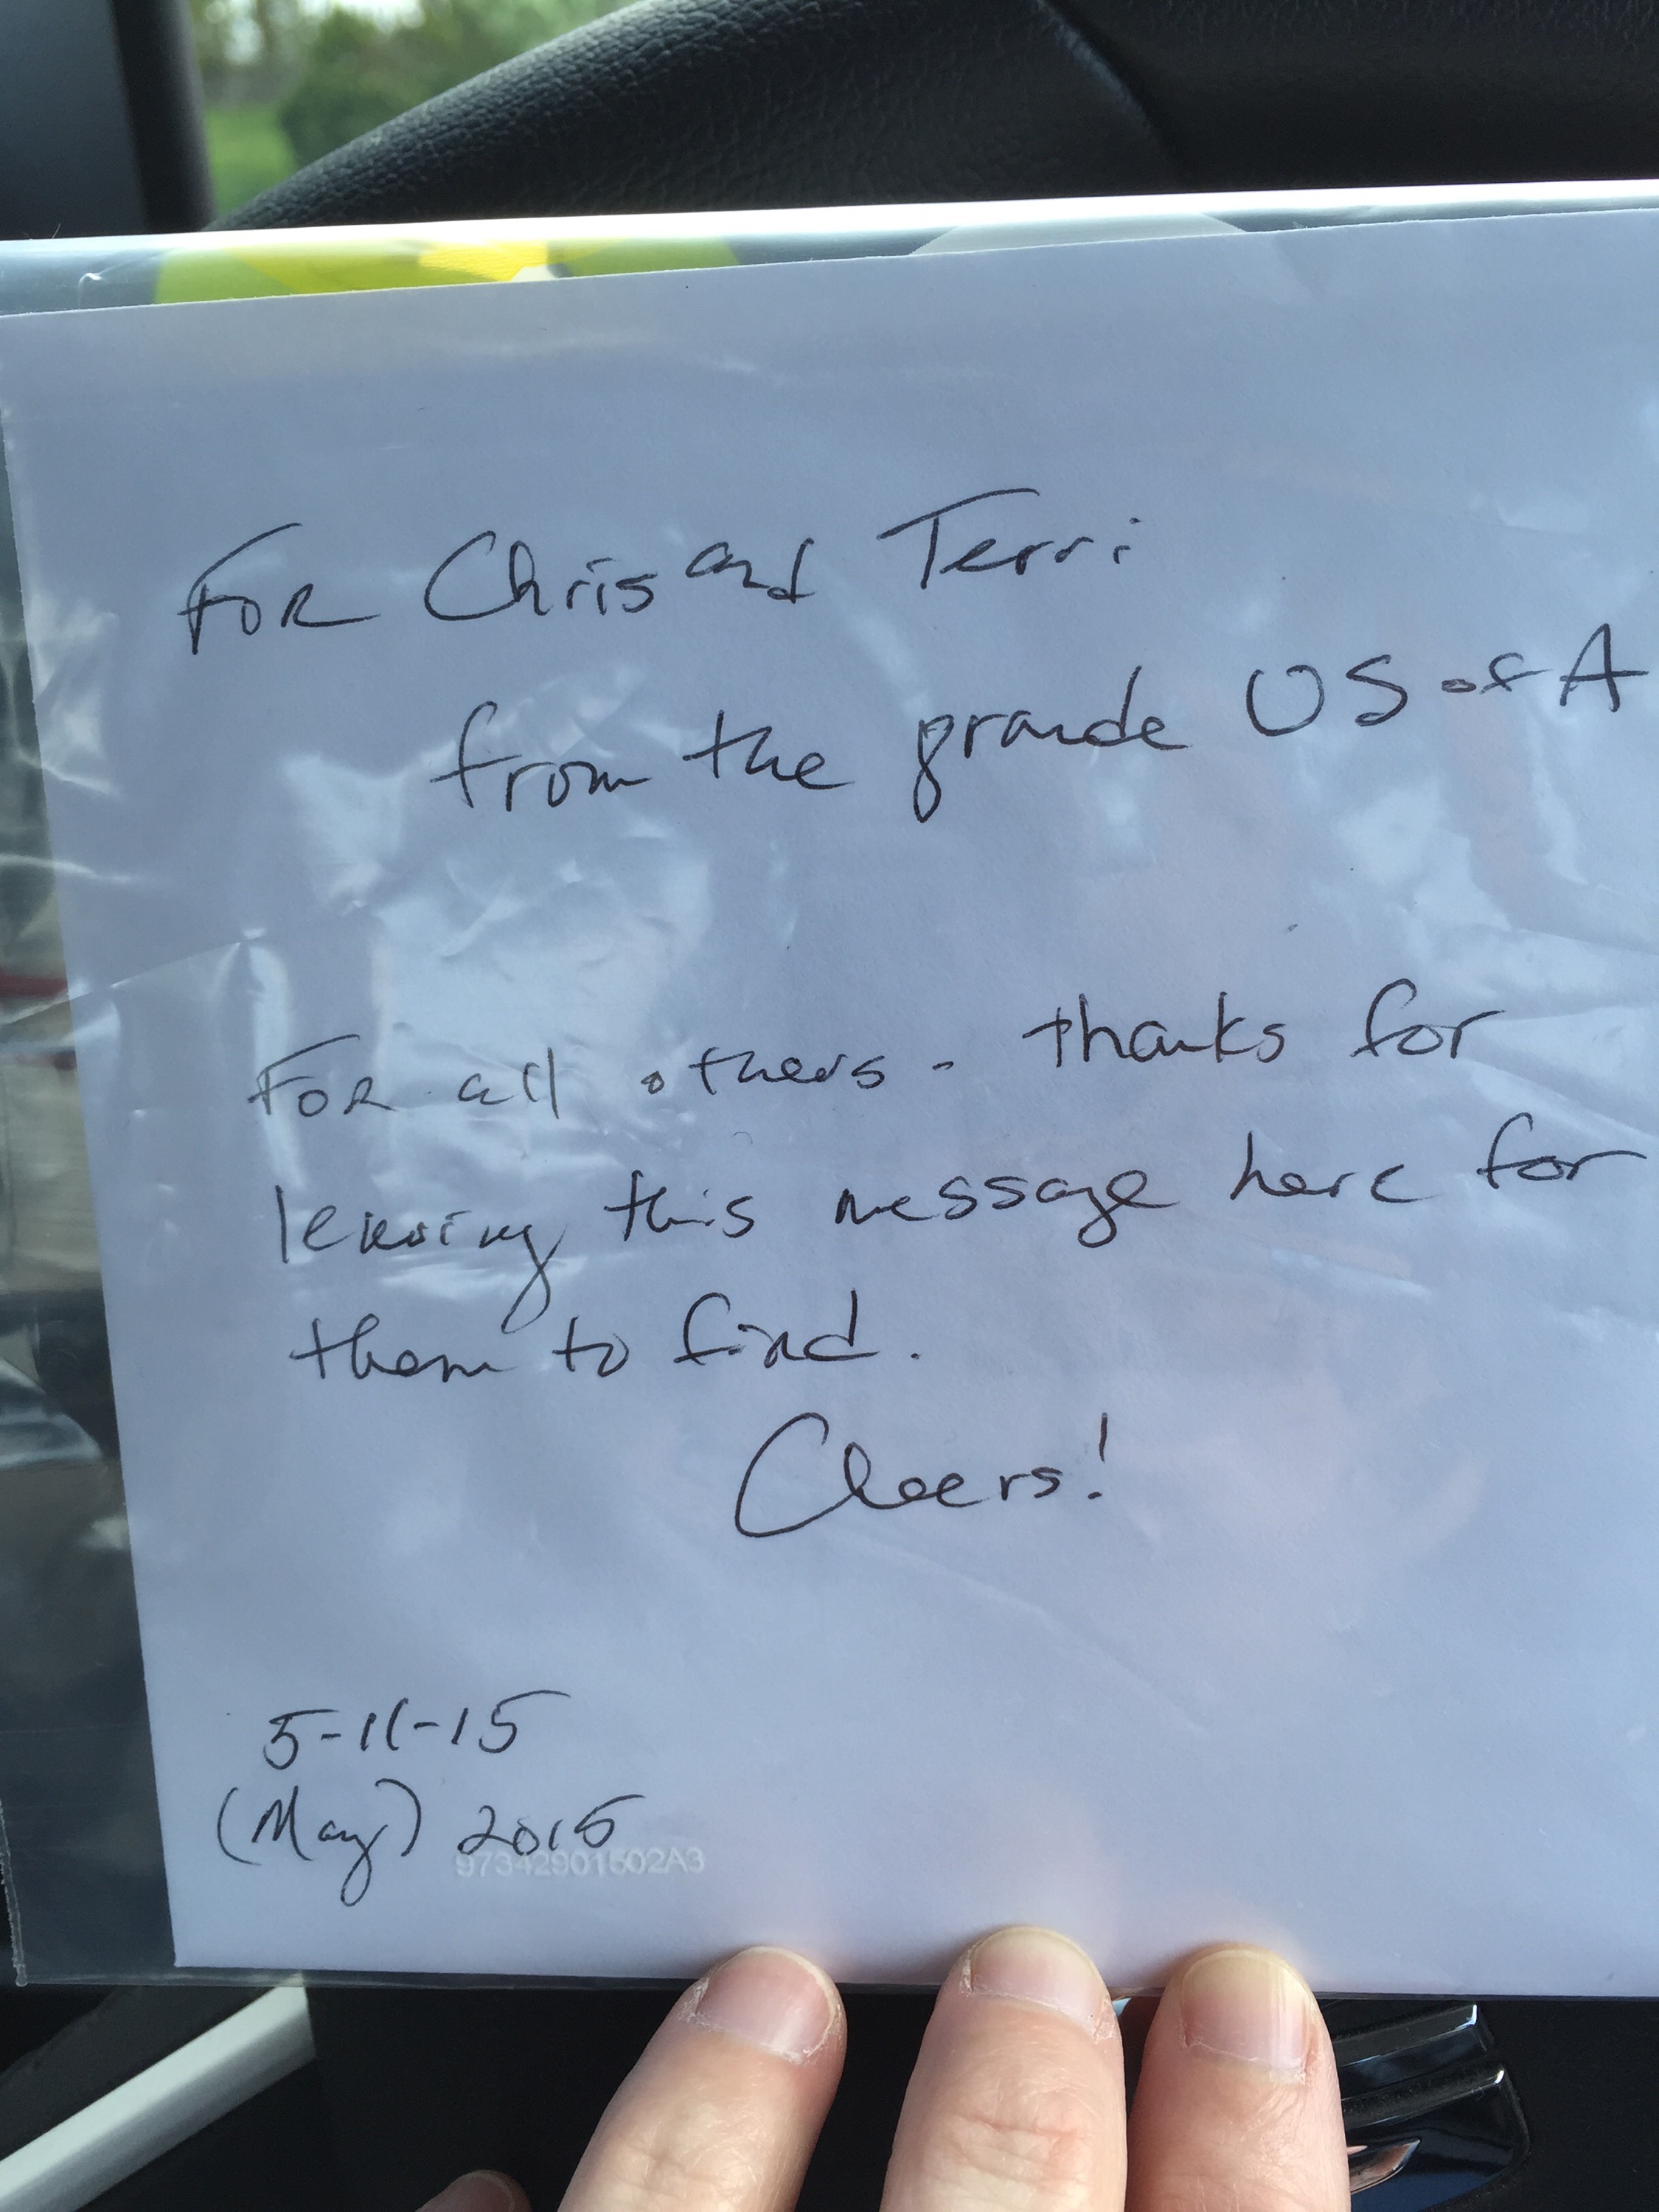 FOR Chris and Terri
from the grande US of A
FOR all others - thanks for
leaving this message here for
them to find.
Cheers!
5-11-15
(May) 2015
97342901502A3